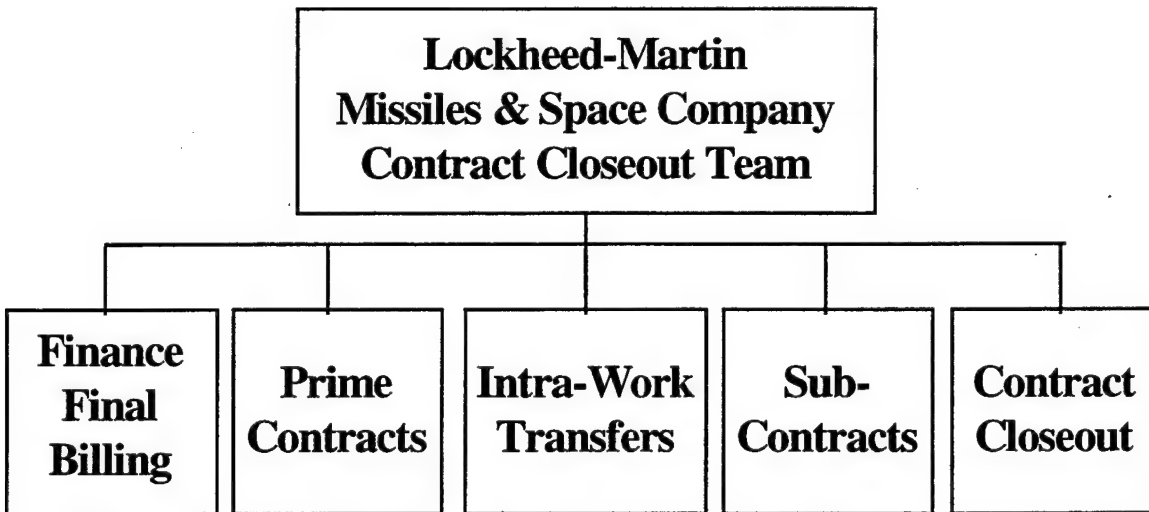 Lockheed-Martin
Missiles & Space Company
Contract Closeout Team
Finance
Final
Billing
Prime
Contracts
Intra-Work
Transfers
Sub-
Contracts
Contract
Closeout